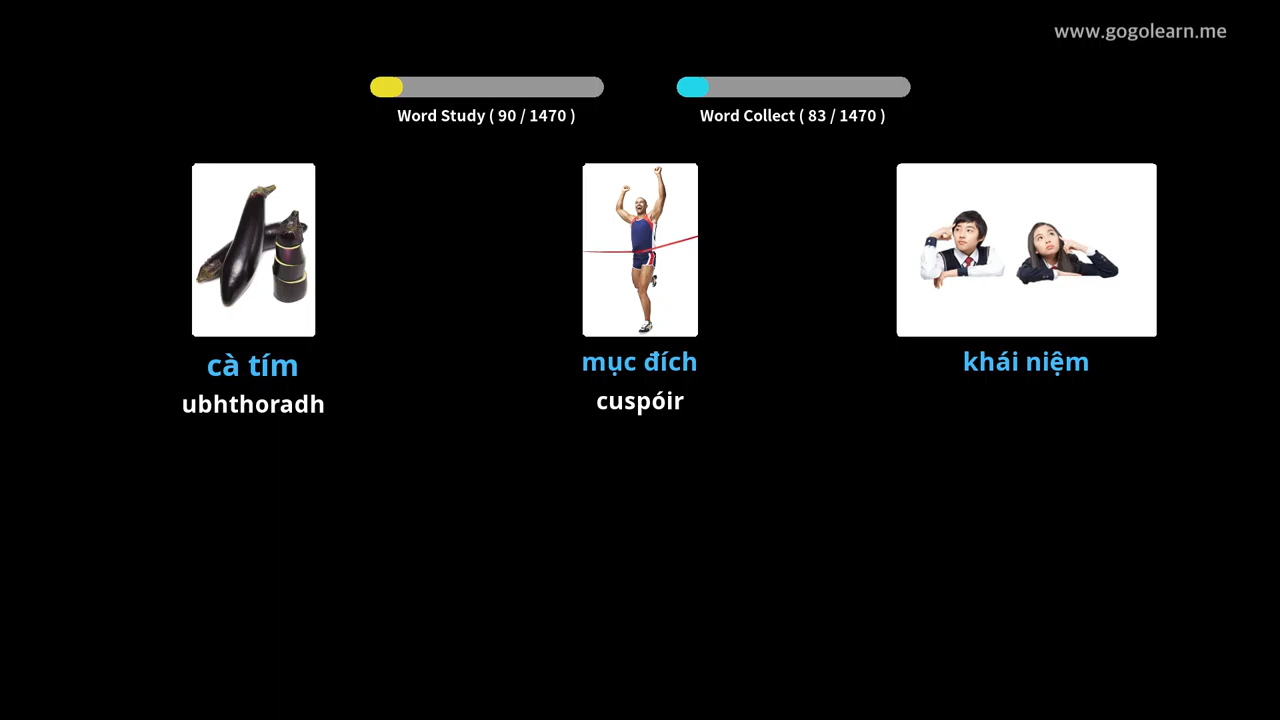 www.gogolearn.me
Word Study ( 90 / 1470 )
Word Collect ( 83 / 1470 )
cà tím
ubhthoradh
mục đích
cuspóir
khái niệm